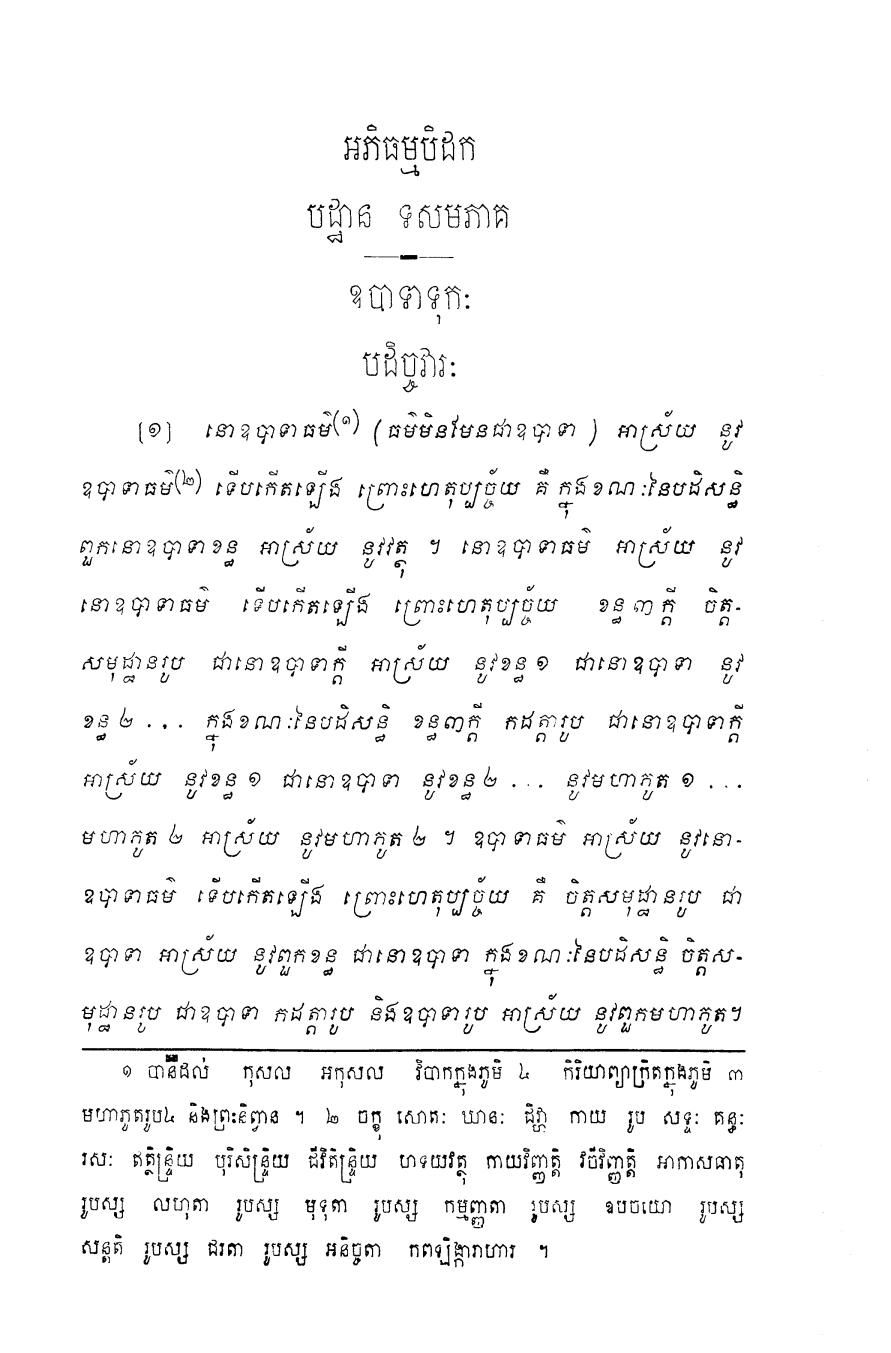 អភិធម្មបិដក
បដ្ឋាន ទសមភាគ
ឧបាទាទុកៈ
បដិច្ចវារៈ
[១] នោឧបាទាធម៌(១) (ធម៌មិនមែនជាឧបាទា) អាស្រ័យ នូវ
ឧបាទាធម៌(២) ទើបកើតឡើង ព្រោះហេតុប្បច្ច័យ គឺ ក្នុងខណៈនៃបដិសន្ធិ
ពួកនោឧបាទាខន្ធ អាស្រ័យ នូវវត្ថុ ។ នោឧបាទាធម៌ អាស្រ័យ នូវ
នោឧបាទាធម៌ ទើបកើតឡើង ព្រោះហេតុប្បច្ច័យ ខន្ធ ៣ ក្តី ចិត្ត-
សមុដ្ឋានរូប ជានោឧបាទាក្តី អាស្រ័យ នូវខន្ធ ១ ជានោឧបាទា នូវ
ខន្ធ ២ ... ក្នុងខណៈនៃបដិសន្ធិ ខន្ធ៣ក្តី កដត្តារូប ជានោឧបាទាក្តី
អាស្រ័យ នូវខន្ធ ១ ជានោឧបាទា នូវខន្ធ ២ ... នូវមហាភូត ១ ...
មហាភូត ២ អាស្រ័យ នូវមហាភូត ២ ។ ឧបាទាធម៌ អាស្រ័យ នូវនោ-
ឧបាទាធម៌ ទើបកើតឡើង ព្រោះហេតុប្បច្ច័យ គឺ ចិត្តសមុដ្ឋានរូប ជា
ឧបាទា អាស្រ័យ នូវពួកខន្ធ ជានោឧបាទា ក្នុងខណៈនៃបដិសន្ធិ ចិត្តស-
មុដ្ឋានរូប ជាឧបាទា កដត្តារូប និងឧបាទារូប អាស្រ័យ នូវពួកមហាភូត។
១ បានដល់ កុសល អកុសល វិបាកក្នុងភូមិ ៤ កិរិយាព្យាក្រិតក្នុងភូមិ ៣
មហាភូតរូប៤ និងព្រះនិព្វាន ។ ២ ចក្ខុ សោតៈ ឃានៈ ជិវ្ហា កាយ រូប សទ្ទៈ គន្ធៈ
រសៈ ឥត្ថិន្ទ្រិយ បុរិសិន្ទ្រិយ ជីវិតិន្ទ្រិយ ហទយវត្ថុ កាយវិញ្ញត្តិ វចីវិញ្ញត្តិ អាកាសធាតុ
រូបស្ស លហុតា រូបស្ស មុទុតា រូបស្ស កម្មញ្ញតា រូបស្ស ឧបចយោ រូបស្ស
សន្តតិ រូបស្ស ជរតា រូបស្ស អនិច្ចតា កពឡិង្ការាហារ ។